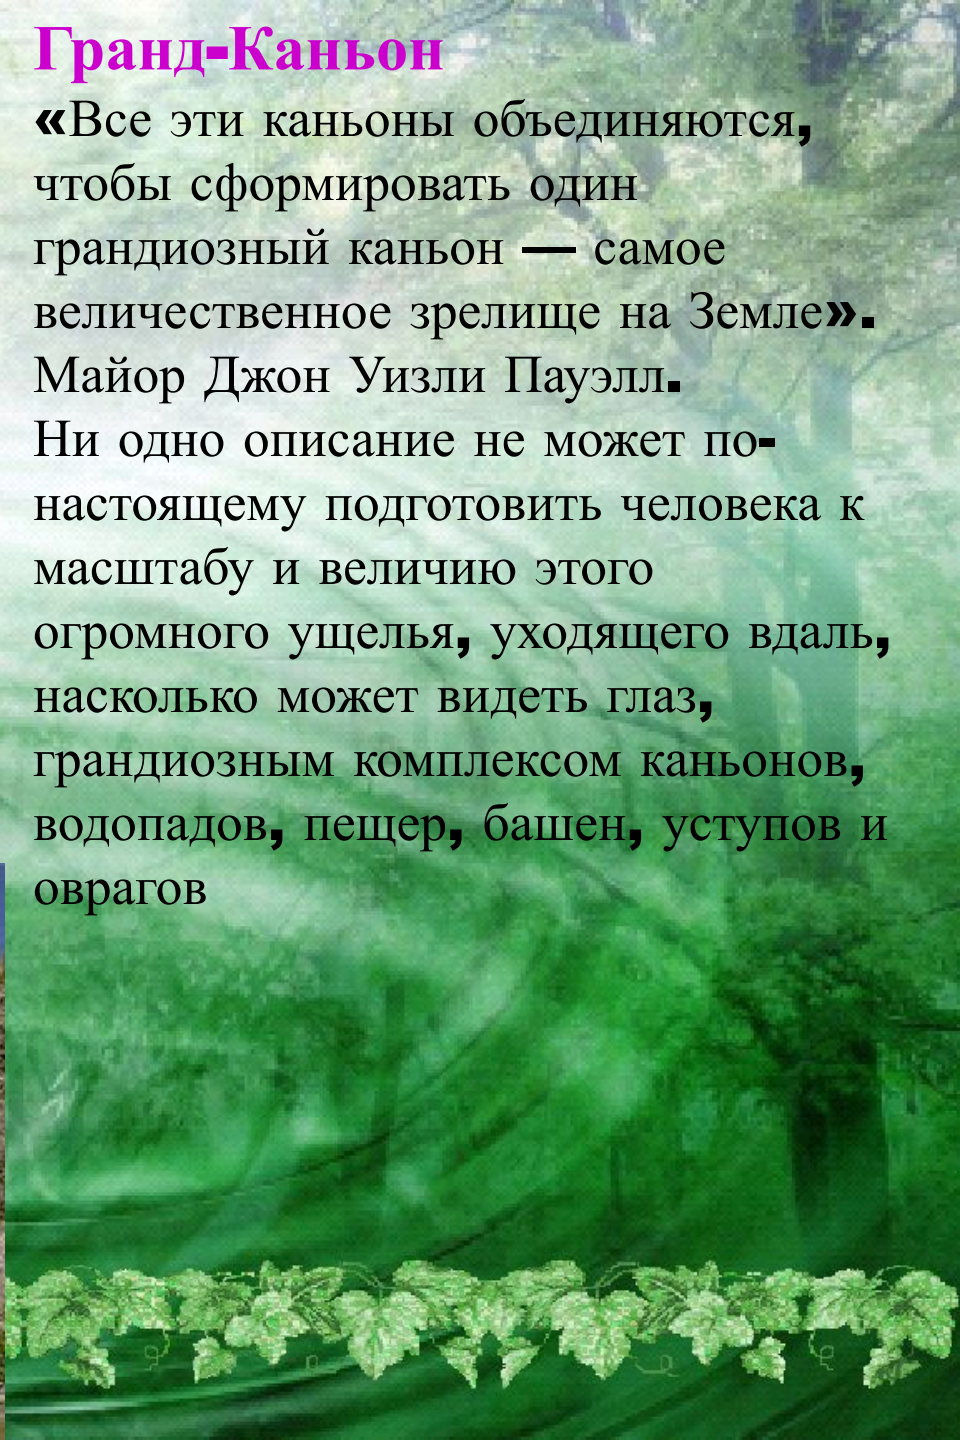 Гранд-Каньон
«Все эти каньоны объединяются,
чтобы сформировать один
грандиозный каньон — самое
величественное зрелище на Земле».
Майор Джон Уизли Пауэлл.
Ни одно описание не может по-
настоящему подготовить человека к
масштабу и величию этого
огромного ущелья, уходящего вдаль,
насколько может видеть глаз,
грандиозным комплексом каньонов,
водопадов, пещер, башен, уступов и
оврагов